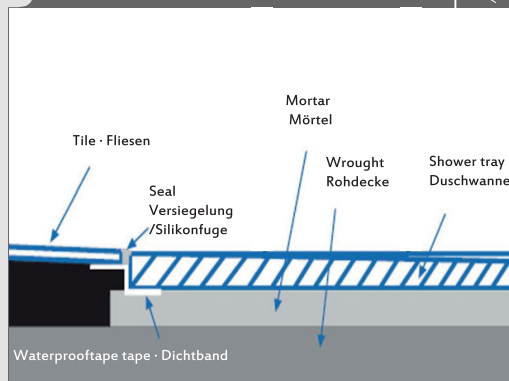 Mortar
Mörtel
Tile · Fliesen
Wrought
Rohdecke
Shower tray
Duschwanne
Seal
Versiegelung
/Silikonfuge
Waterprooftape tape · Dichtband